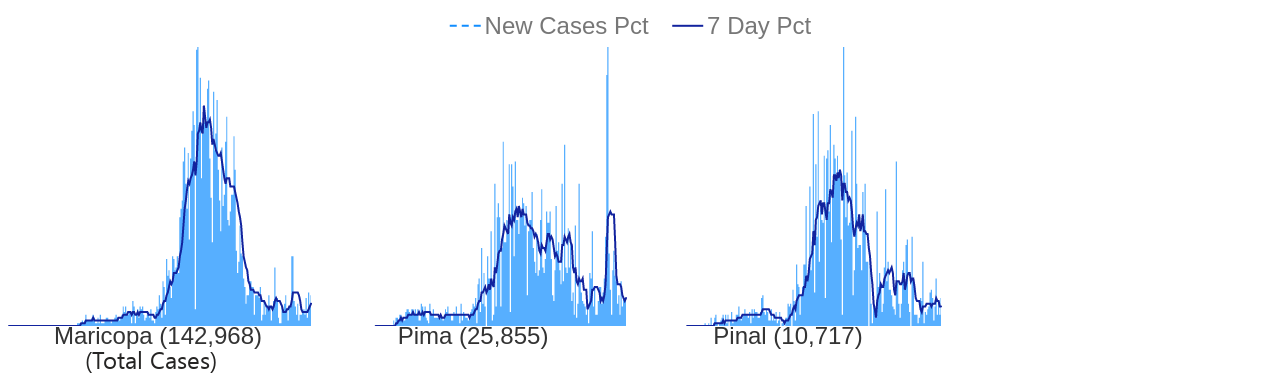 New Cases Pct 7 Day Pct
Maricopa (142,968) Pima (25,855) Pinal (10,717)
(Total Cases)